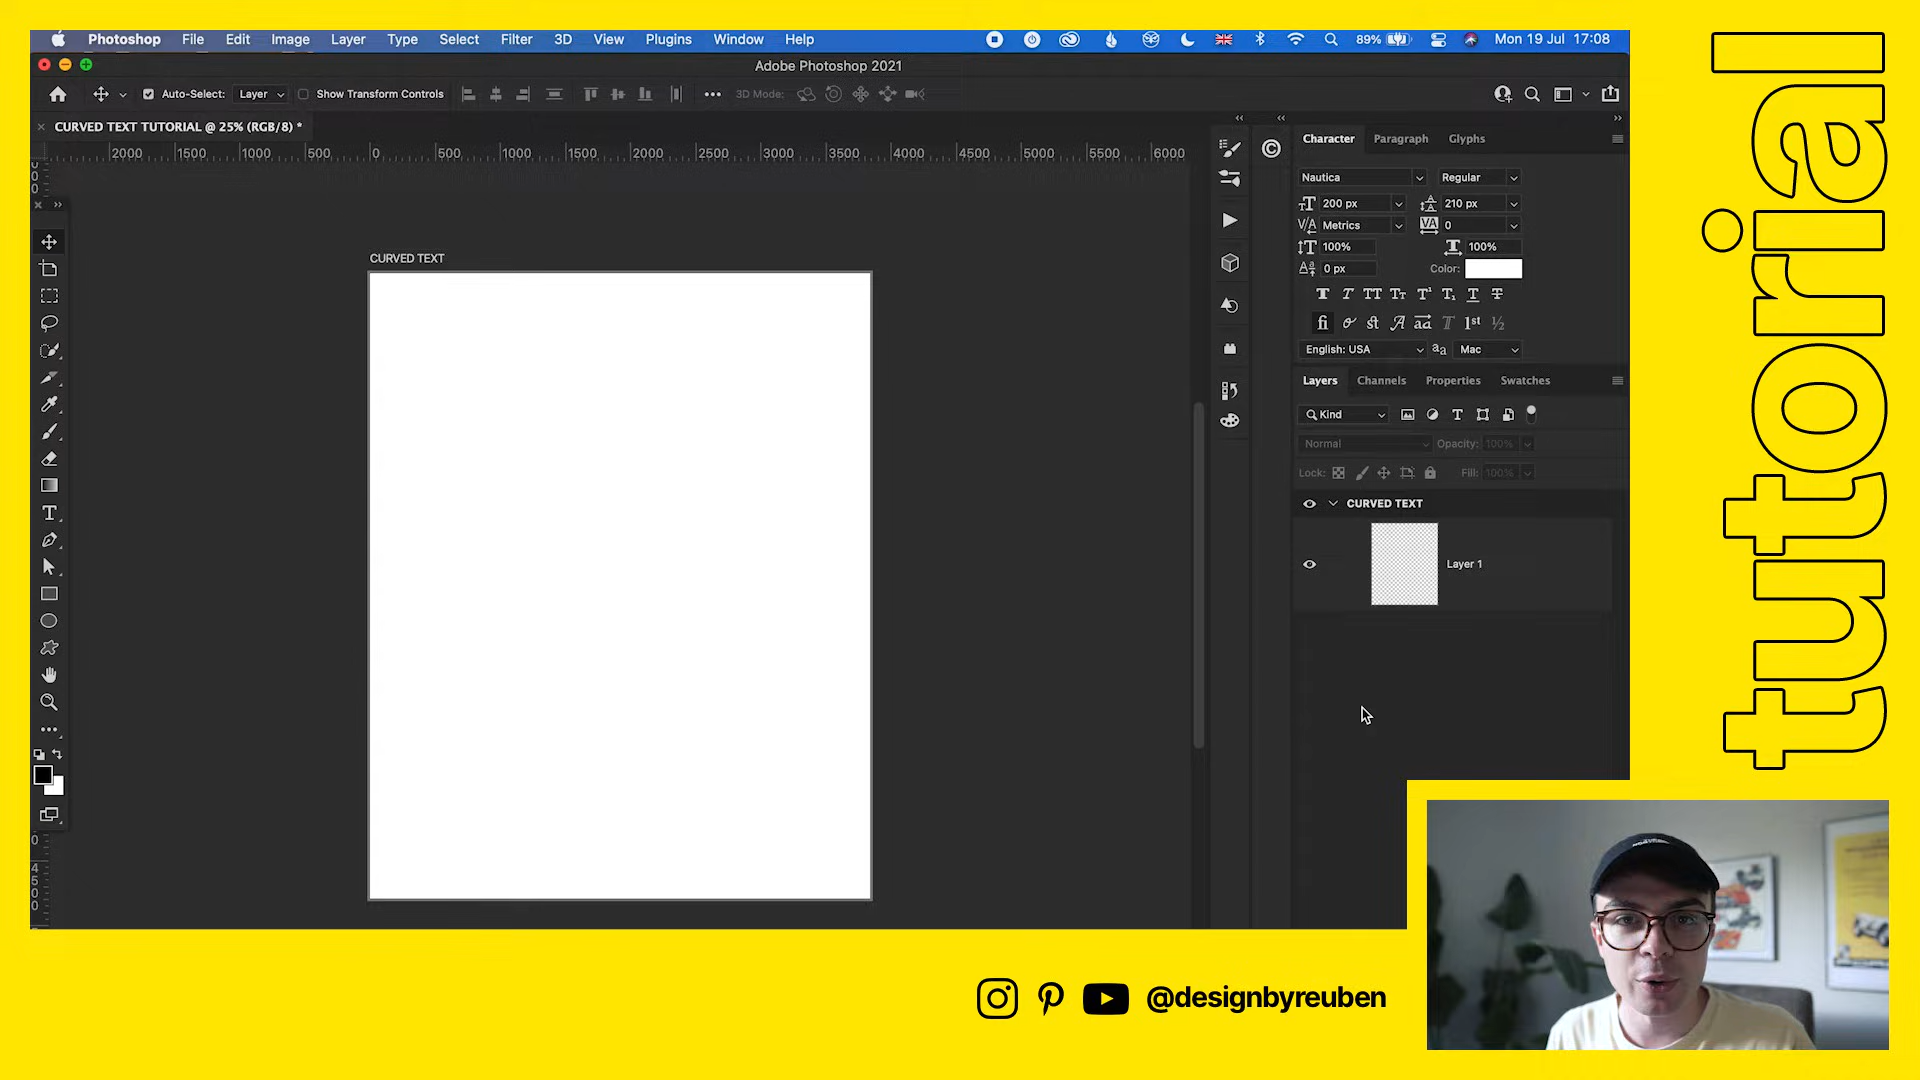 Photoshop File Edit Image Layer Type Select Filter 3D View Plugins Window Help 89% Mon 19 Jul 17:08
Adobe Photoshop 2021
Auto-Select: Layer Show Transform Controls 3D Mode:
CURVED TEXT TUTORIAL @ 25% (RGB/8) *
2000 1500 1000 500 0 500 1000 1500 2000 2500 3000 3500 4000 4500 5000 5500 6000
CURVED TEXT
Character Paragraph Glyphs
Nautica Regular
200 px 210 px
Metrics 0
100% 100%
0 px Color:
English: USA Mac
Layers Channels Properties Swatches
Kind
Normal Opacity: 100%
Lock: Fill: 100%
CURVED TEXT
Layer 1
tutorial
@designbyreuben